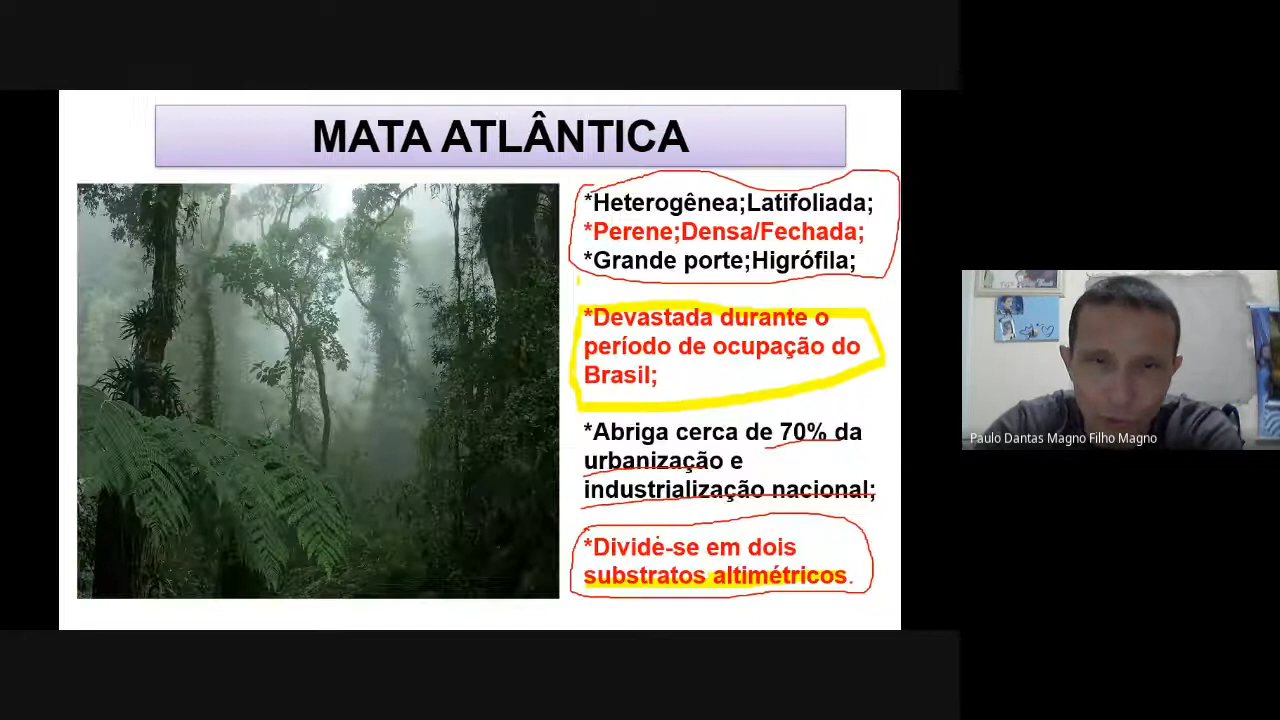 MATA ATLÂNTICA
*Heterogênea;Latifoliada;
*Perene;Densa/Fechada;
*Grande porte;Higrófila;
*Devastada durante o
período de ocupação do
Brasil;
*Abriga cerca de 70% da
urbanização e
industrialização nacional;
*Divide-se em dois
substratos altimétricos.
Paulo Dantas Magno Filho Magno